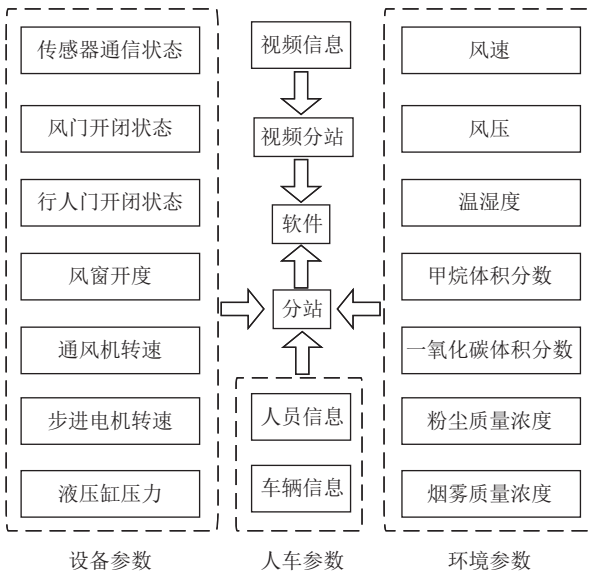 传感器通信状态
风门开闭状态
行人门开闭状态
风窗开度
通风机转速
步进电机转速
液压缸压力
设备参数
视频信息
视频分站
软件
分站
人员信息
车辆信息
人车参数
风速
风压
温湿度
甲烷体积分数
一氧化碳体积分数
粉尘质量浓度
烟雾质量浓度
环境参数